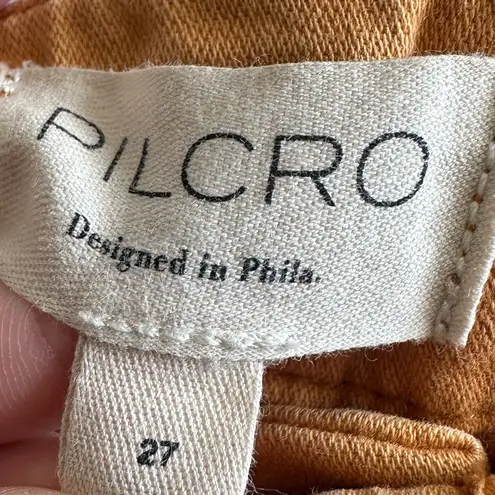 PILCRO
Designed in Phila.
27